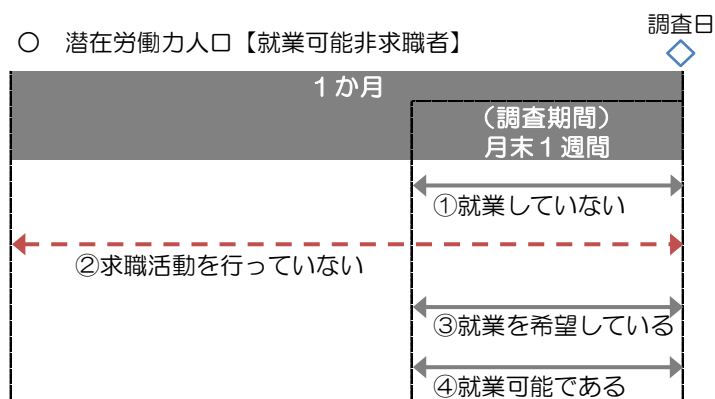 調査日
○ 潜在労働力人口【就業可能非求職者】
1か月
（調査期間）
月末1週間
①就業していない
②求職活動を行っていない
③就業を希望している
④就業可能である